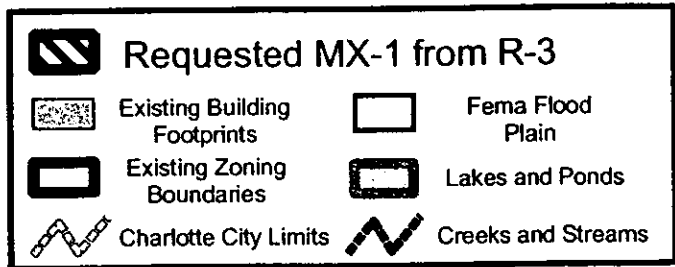 Requested MX-1 from R-3
Existing Building
Footprints
Fema Flood
Plain
Existing Zoning
Boundaries
Lakes and Ponds
Charlotte City Limits
Creeks and Streams